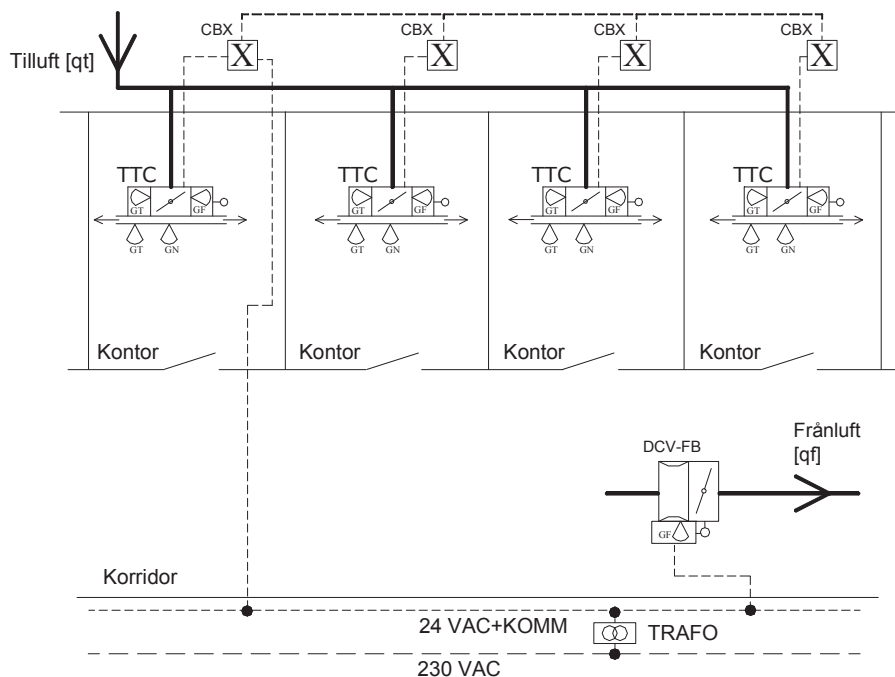 CBX CBX CBX CBX
X X X X
Tilluft [qt]
TTC TTC TTC TTC
GT GF GT GF GT GF GT GF
GT GN GT GN GT GN GT GN
Kontor Kontor Kontor Kontor
Frånluft
[qf]
DCV-FB
GF
Korridor
24 VAC+KOMM TRAFO
230 VAC